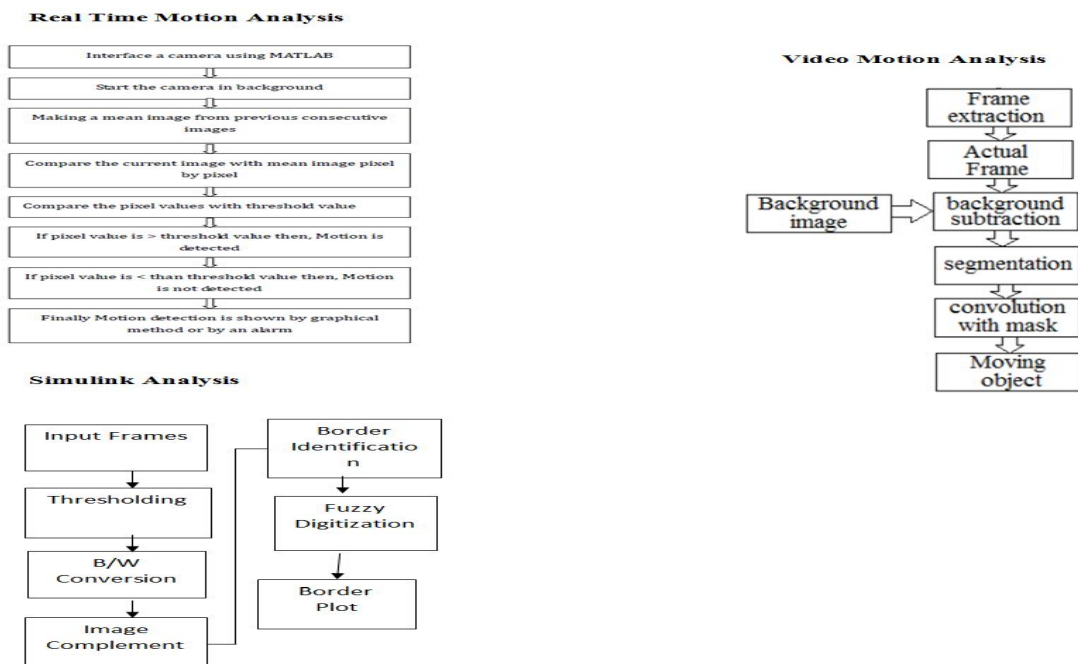 Real Time Motion Analysis
Interface a camera using MATLAB
Start the camera in background
Making a mean image from previous consecutive
images
Compare the current image with mean image pixel
by pixel
Compare the pixel values with threshold value
If pixel value is > threshold value then, Motion is
detected
If pixel value is < than threshold value then, Motion
is not detected
Finally Motion detection is shown by graphical
method or by an alarm
Video Motion Analysis
Frame
extraction
Actual
Frame
Background
image
background
subtraction
segmentation
convolution
with mask
Moving
object
Simulink Analysis
Input Frames
Thresholding
B/W
Conversion
Image
Complement
Border
Identificatio
n
Fuzzy
Digitization
Border
Plot